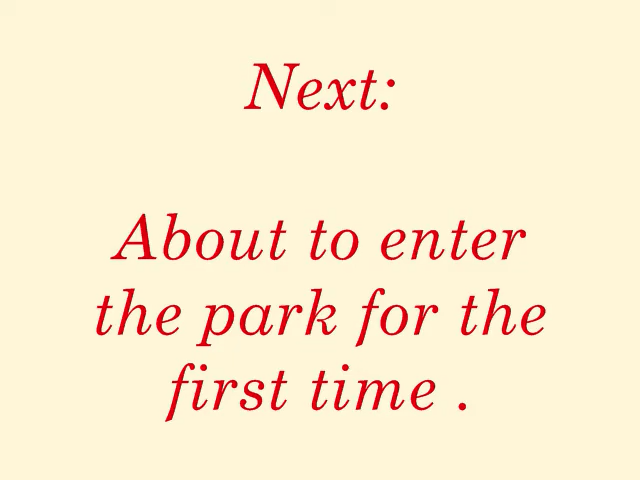 Next:
About to enter
the park for the
first time .